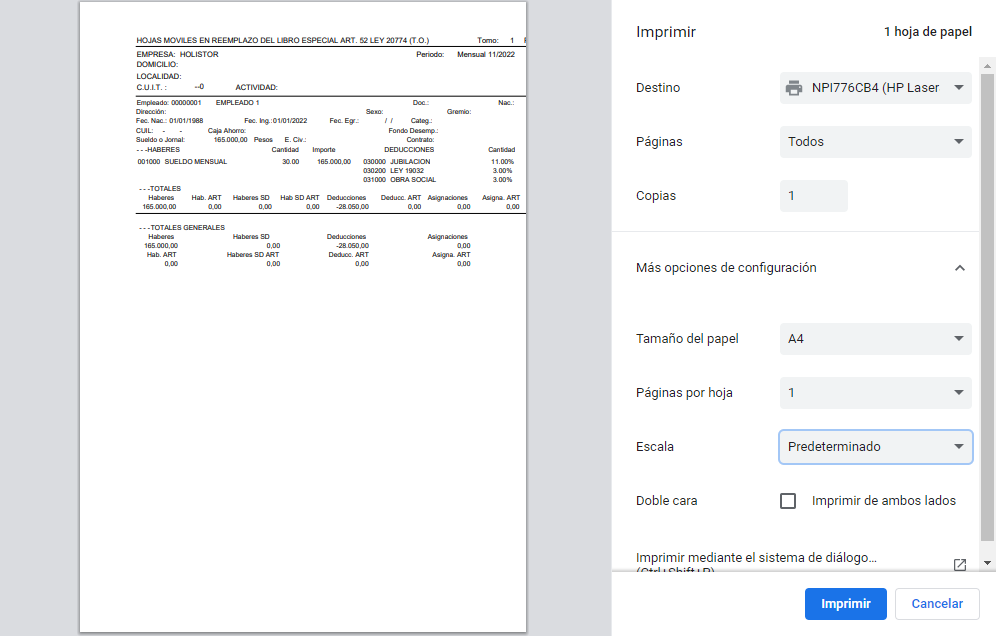 HOJAS MOVILES EN REEMPLAZO DEL LIBRO ESPECIAL ART. 52 LEY 20774 (T.O.) Tomo: 1
EMPRESA: HOLISTOR Periodo: Mensual 11/2022
DOMICILIO:
LOCALIDAD:
C.U.I.T. : --0 ACTIVIDAD:
Empleado: 00000001 EMPLEADO 1 Doc.: Nac.:
Dirección: Sexo: Gremio:
Fec. Nac.: 01/01/1988 Fec. Ing.:01/01/2022 Fec. Egr.: / / Categ.:
CUIL: - - Caja Ahorro: Fondo Desemp.:
Sueldo o Jornal: 165.000,00 Pesos E. Civ.: Contrato:
- - -HABERES Cantidad Importe DEDUCCIONES Cantidad
001000 SUELDO MENSUAL 30.00 165.000,00 030000 JUBILACION 11.00%
030200 LEY 19032 3.00%
031000 OBRA SOCIAL 3.00%
- - -TOTALES
Haberes Hab. ART Haberes SD Hab SD ART Deducciones Deducc. ART Asignaciones Asigna. ART
165.000,00 0,00 0,00 0,00 -28.050,00 0,00 0,00 0,00
- - -TOTALES GENERALES
Haberes Haberes SD Deducciones Asignaciones
165.000,00 0,00 -28.050,00 0,00
Hab. ART Haberes SD ART Deducc. ART Asigna. ART
0,00 0,00 0,00 0,00
Imprimir 1 hoja de papel
Destino NPI776CB4 (HP Laser
Páginas Todos
Copias 1
Más opciones de configuración
Tamaño del papel A4
Páginas por hoja 1
Escala Predeterminado
Doble cara Imprimir de ambos lados
Imprimir mediante el sistema de diálogo…
(Ctrl+Shift+P)
Imprimir Cancelar